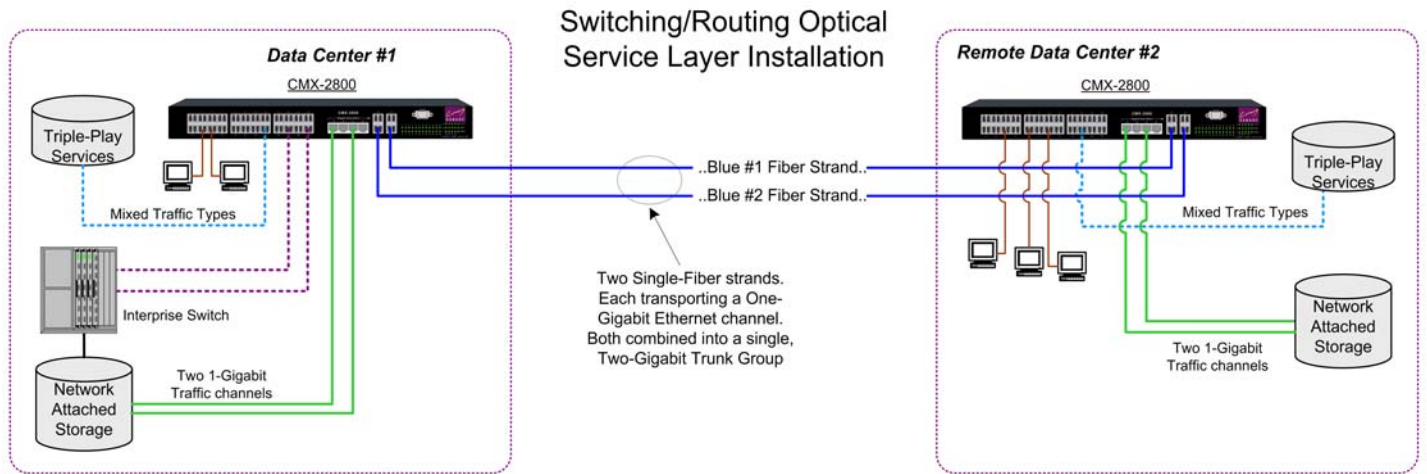 Switching/Routing Optical
Service Layer Installation
Data Center #1
CMX-2800
Triple-Play
Services
Mixed Traffic Types
Interprise Switch
Network
Attached
Storage
Two 1-Gigabit
Traffic channels
..Blue #1 Fiber Strand..
..Blue #2 Fiber Strand..
Two Single-Fiber strands.
Each transporting a One-
Gigabit Ethernet channel.
Both combined into a single,
Two-Gigabit Trunk Group
Remote Data Center #2
CMX-2800
Triple-Play
Services
Mixed Traffic Types
Network
Attached
Storage
Two 1-Gigabit
Traffic channels